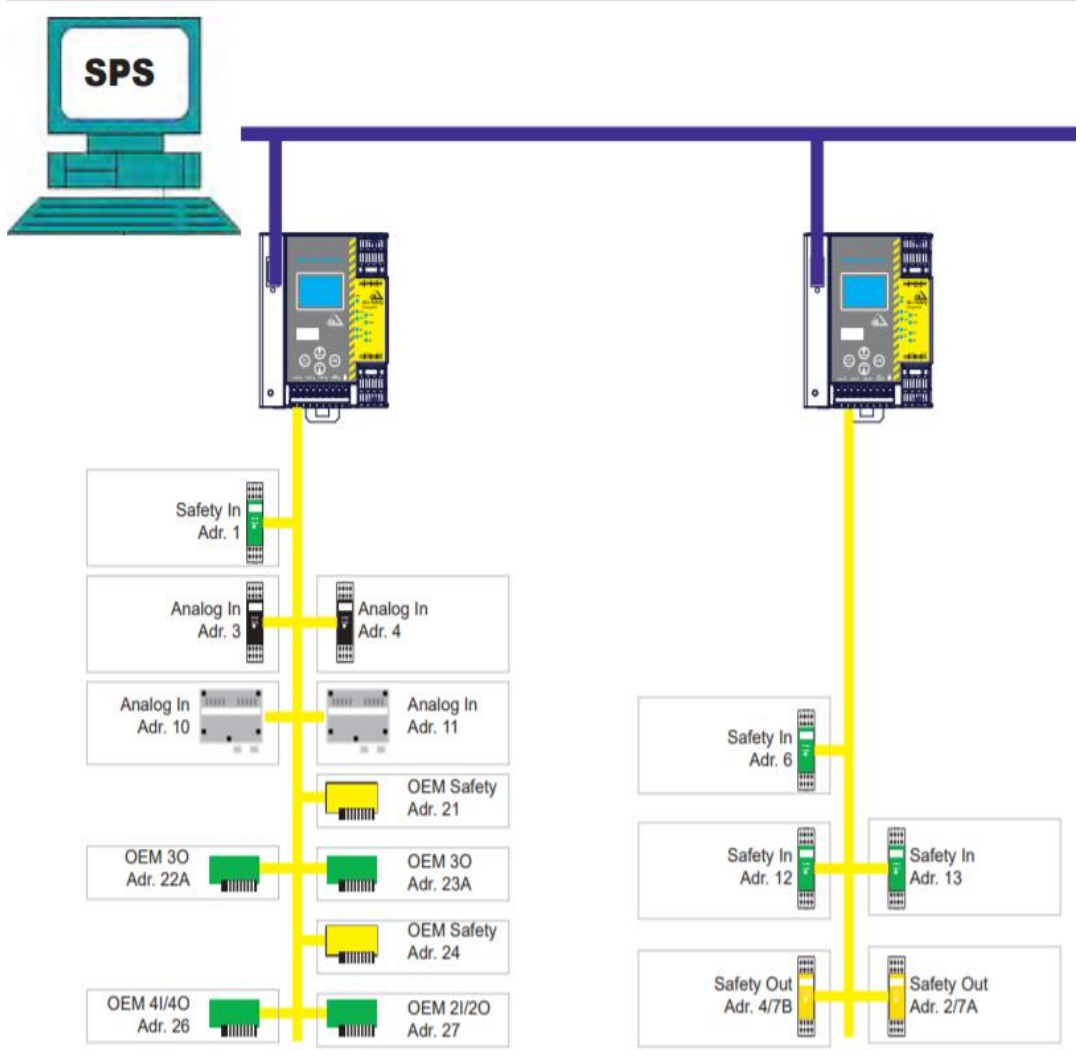 SPS
Safety In
Adr. 1
Analog In
Adr. 3
Analog In
Adr. 4
Analog In
Adr. 10
Analog In
Adr. 11
OEM Safety
Adr. 21
OEM 3O
Adr. 22A
OEM 3O
Adr. 23A
OEM Safety
Adr. 24
OEM 4I/4O
Adr. 26
OEM 2I/2O
Adr. 27
Safety In
Adr. 6
Safety In
Adr. 12
Safety In
Adr. 13
Safety Out
Adr. 4/7B
Safety Out
Adr. 2/7A